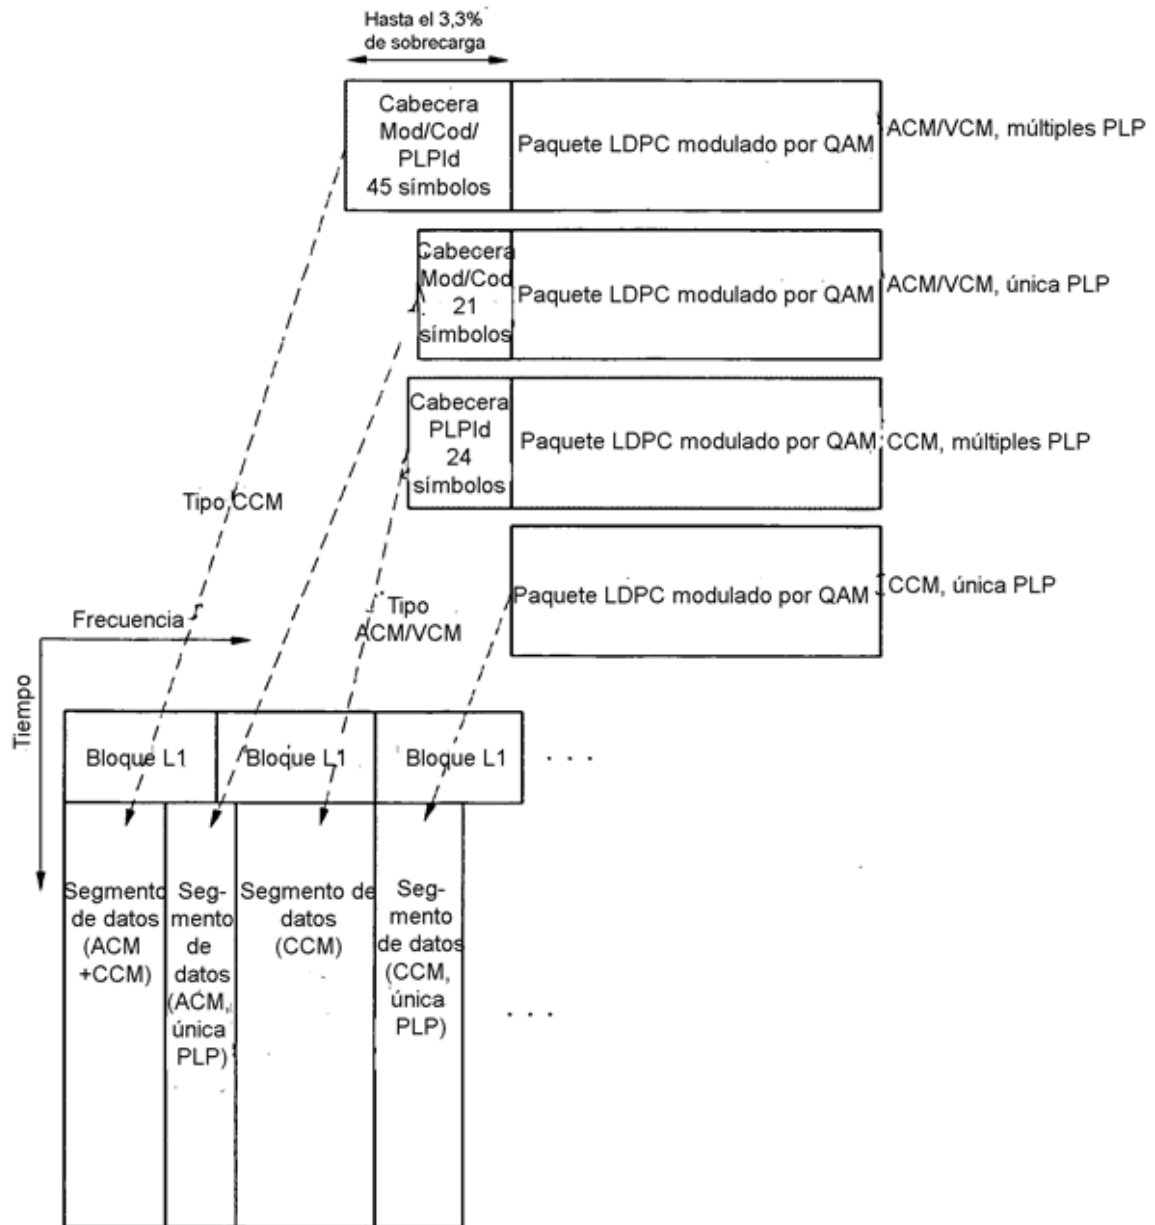 Hasta el 3,3%
de sobrecarga
Cabecera
Mod/Cod/
PLPId
45 símbolos
Paquete LDPC modulado por QAM
ACM/VCM, múltiples PLP
Cabecera
Mod/Cod
21
símbolos
Paquete LDPC modulado por QAM
ACM/VCM, única PLP
Cabecera
PLPId
24
símbolos
Paquete LDPC modulado por QAM
CCM, múltiples PLP
Tipo CCM
Paquete LDPC modulado por QAM
CCM, única PLP
Tipo
ACM/VCM
Frecuencia
Tiempo
Bloque L1
Bloque L1
Bloque L1
. . .
Segmento
de datos
(ACM
+CCM)
Seg-
mento
de
datos
(ACM,
única
PLP)
Segmento de
datos
(CCM)
Seg-
mento
de datos
(CCM,
única
PLP)
. . .